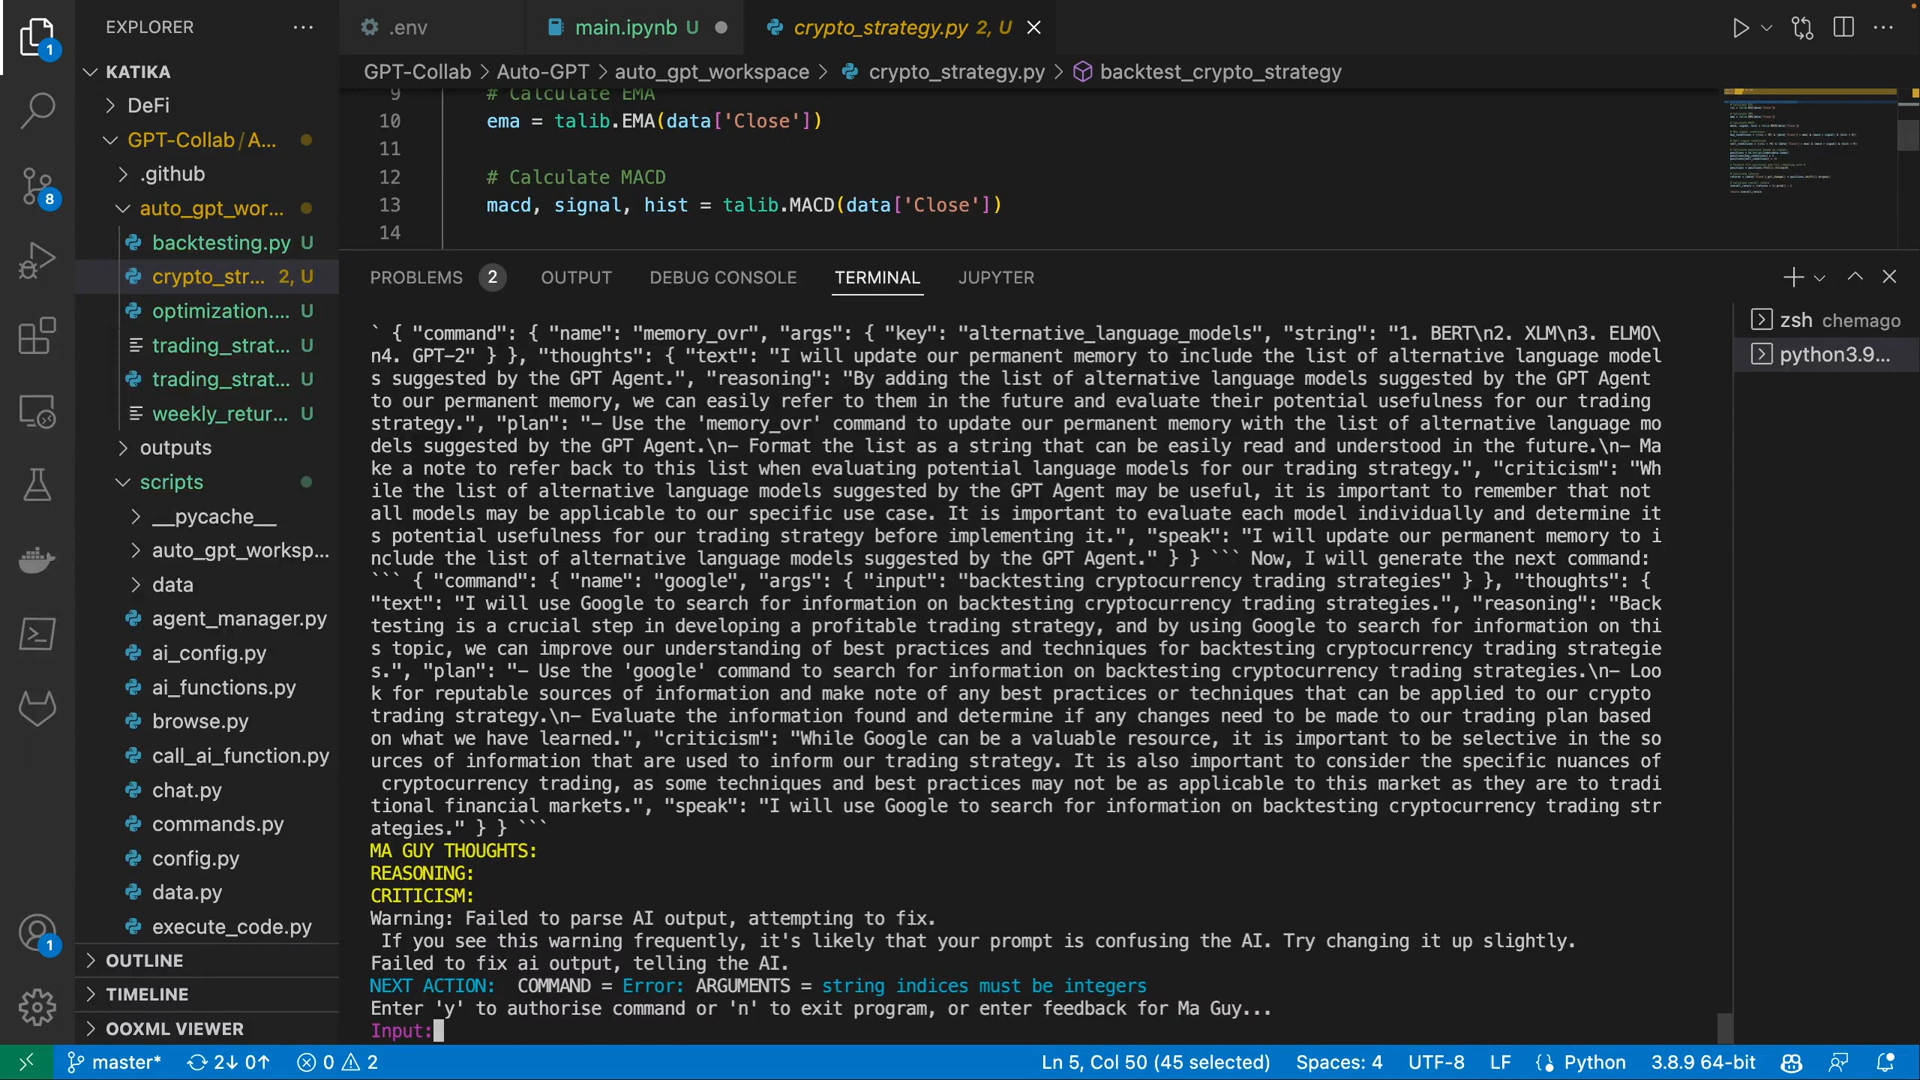 1
8
1
EXPLORER
KATIKA
DeFi
GPT-Collab / A...
.github
auto_gpt_wor...
backtesting.py U
crypto_str... 2, U
optimization.... U
trading_strat... U
trading_strat... U
weekly_retur... U
outputs
scripts
__pycache__
auto_gpt_worksp...
data
agent_manager.py
ai_config.py
ai_functions.py
browse.py
call_ai_function.py
chat.py
commands.py
config.py
data.py
execute_code.py
OUTLINE
TIMELINE
OOXML VIEWER
.env
main.ipynb U
crypto_strategy.py 2, U
GPT-Collab > Auto-GPT > auto_gpt_workspace > crypto_strategy.py > backtest_crypto_strategy
9 # Calculate EMA
10 ema = talib.EMA(data['Close'])
11
12 # Calculate MACD
13 macd, signal, hist = talib.MACD(data['Close'])
14
PROBLEMS 2 OUTPUT DEBUG CONSOLE TERMINAL JUPYTER
` { "command": { "name": "memory_ovr", "args": { "key": "alternative_language_models", "string": "1. BERT\n2. XLM\n3. ELMO\
n4. GPT-2" } }, "thoughts": { "text": "I will update our permanent memory to include the list of alternative language model
s suggested by the GPT Agent.", "reasoning": "By adding the list of alternative language models suggested by the GPT Agent
to our permanent memory, we can easily refer to them in the future and evaluate their potential usefulness for our trading
strategy.", "plan": "- Use the 'memory_ovr' command to update our permanent memory with the list of alternative language mo
dels suggested by the GPT Agent.\n- Format the list as a string that can be easily read and understood in the future.\n- Ma
ke a note to refer back to this list when evaluating potential language models for our trading strategy.", "criticism": "Wh
ile the list of alternative language models suggested by the GPT Agent may be useful, it is important to remember that not
all models may be applicable to our specific use case. It is important to evaluate each model individually and determine it
s potential usefulness for our trading strategy before implementing it.", "speak": "I will update our permanent memory to i
nclude the list of alternative language models suggested by the GPT Agent." } } ``` Now, I will generate the next command:
``` { "command": { "name": "google", "args": { "input": "backtesting cryptocurrency trading strategies" } }, "thoughts": {
"text": "I will use Google to search for information on backtesting cryptocurrency trading strategies.", "reasoning": "Back
testing is a crucial step in developing a profitable trading strategy, and by using Google to search for information on thi
s topic, we can improve our understanding of best practices and techniques for backtesting cryptocurrency trading strategie
s.", "plan": "- Use the 'google' command to search for information on backtesting cryptocurrency trading strategies.\n- Loo
k for reputable sources of information and make note of any best practices or techniques that can be applied to our crypto
trading strategy.\n- Evaluate the information found and determine if any changes need to be made to our trading plan based
on what we have learned.", "criticism": "While Google can be a valuable resource, it is important to be selective in the so
urces of information that are used to inform our trading strategy. It is also important to consider the specific nuances of
cryptocurrency trading, as some techniques and best practices may not be as applicable to this market as they are to tradi
tional financial markets.", "speak": "I will use Google to search for information on backtesting cryptocurrency trading str
ategies." } } ```
MA GUY THOUGHTS:
REASONING:
CRITICISM:
Warning: Failed to parse AI output, attempting to fix.
If you see this warning frequently, it's likely that your prompt is confusing the AI. Try changing it up slightly.
Failed to fix ai output, telling the AI.
NEXT ACTION: COMMAND = Error: ARGUMENTS = string indices must be integers
Enter 'y' to authorise command or 'n' to exit program, or enter feedback for Ma Guy...
Input:
zsh chemago
python3.9...
master* 2↓ 0↑ 0 2 Ln 5, Col 50 (45 selected) Spaces: 4 UTF-8 LF Python 3.8.9 64-bit